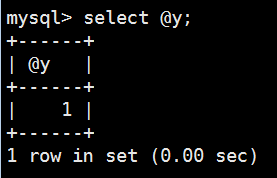 mysql> select @y;
+------+
| @y   |
+------+
|    1 |
+------+
1 row in set (0.00 sec)